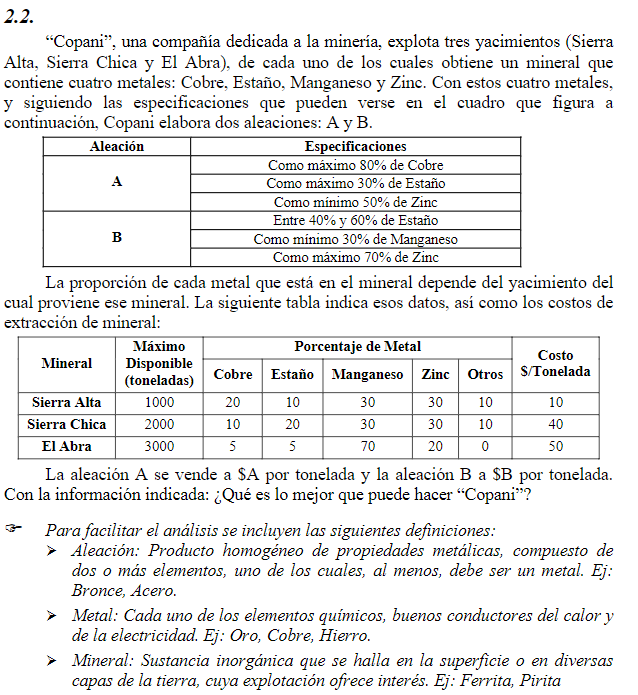 2.2.
“Copani”, una compañía dedicada a la minería, explota tres yacimientos (Sierra
Alta, Sierra Chica y El Abra), de cada uno de los cuales obtiene un mineral que
contiene cuatro metales: Cobre, Estaño, Manganeso y Zinc. Con estos cuatro metales,
y siguiendo las especificaciones que pueden verse en el cuadro que figura a
continuación, Copani elabora dos aleaciones: A y B.
Aleación Especificaciones
A
Como máximo 80% de Cobre
Como máximo 30% de Estaño
Como mínimo 50% de Zinc
B
Entre 40% y 60% de Estaño
Como mínimo 30% de Manganeso
Como máximo 70% de Zinc
La proporción de cada metal que está en el mineral depende del yacimiento del
cual proviene ese mineral. La siguiente tabla indica esos datos, así como los costos de
extracción de mineral:
Mineral Máximo Disponible (toneladas) Porcentaje de Metal Costo $/Tonelada
Cobre Estaño Manganeso Zinc Otros
Sierra Alta 1000 20 10 30 30 10 10
Sierra Chica 2000 10 20 30 30 10 40
El Abra 3000 5 5 70 20 0 50
La aleación A se vende a $A por tonelada y la aleación B a $B por tonelada.
Con la información indicada: ¿Qué es lo mejor que puede hacer “Copani”?
☞ Para facilitar el análisis se incluyen las siguientes definiciones:
➢ Aleación: Producto homogéneo de propiedades metálicas, compuesto de
dos o más elementos, uno de los cuales, al menos, debe ser un metal. Ej:
Bronce, Acero.
➢ Metal: Cada uno de los elementos químicos, buenos conductores del calor y
de la electricidad. Ej: Oro, Cobre, Hierro.
➢ Mineral: Sustancia inorgánica que se halla en la superficie o en diversas
capas de la tierra, cuya explotación ofrece interés. Ej: Ferrita, Pirita